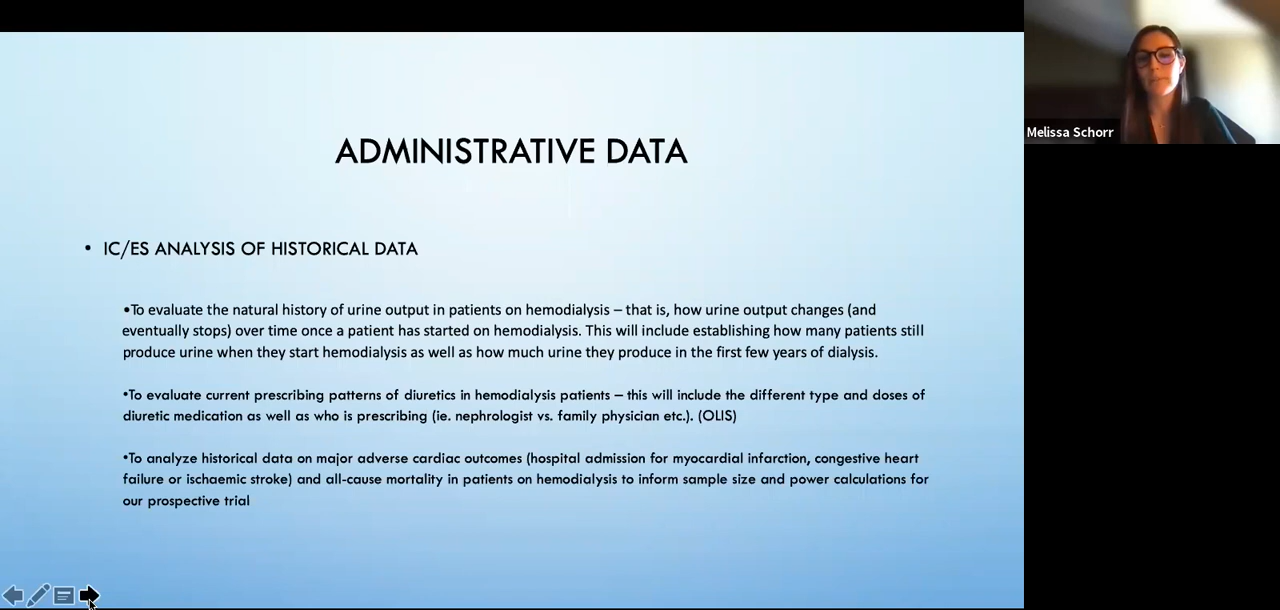 ADMINISTRATIVE DATA
Melissa Schorr
• IC/ES ANALYSIS OF HISTORICAL DATA
•To evaluate the natural history of urine output in patients on hemodialysis – that is, how urine output changes (and
eventually stops) over time once a patient has started on hemodialysis. This will include establishing how many patients still
produce urine when they start hemodialysis as well as how much urine they produce in the first few years of dialysis.
•To evaluate current prescribing patterns of diuretics in hemodialysis patients – this will include the different type and doses of
diuretic medication as well as who is prescribing (ie. nephrologist vs. family physician etc.). (OLIS)
•To analyze historical data on major adverse cardiac outcomes (hospital admission for myocardial infarction, congestive heart
failure or ischaemic stroke) and all-cause mortality in patients on hemodialysis to inform sample size and power calculations for
our prospective trial